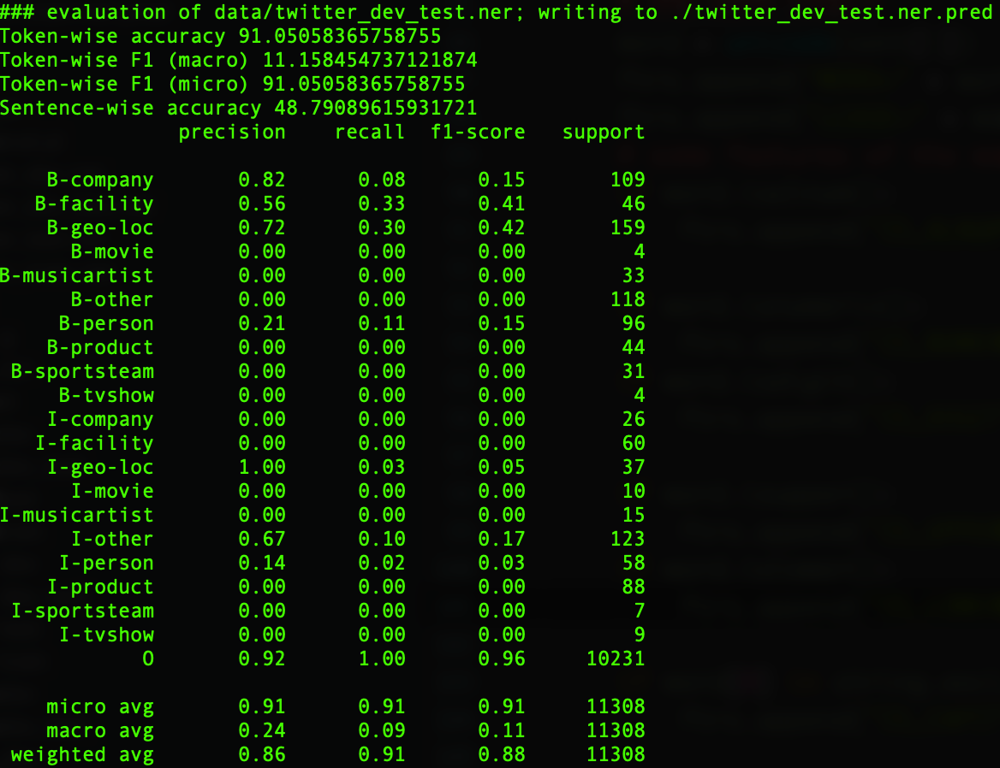 ### evaluation of data/twitter_dev_test.ner; writing to ./twitter_dev_test.ner.pred
Token-wise accuracy 91.05058365758755
Token-wise F1 (macro) 11.158454737121874
Token-wise F1 (micro) 91.05058365758755
Sentence-wise accuracy 48.79089615931721
precision recall f1-score support
B-company 0.82 0.08 0.15 109
B-facility 0.56 0.33 0.41 46
B-geo-loc 0.72 0.30 0.42 159
B-movie 0.00 0.00 0.00 4
B-musicartist 0.00 0.00 0.00 33
B-other 0.00 0.00 0.00 118
B-person 0.21 0.11 0.15 96
B-product 0.00 0.00 0.00 44
B-sportsteam 0.00 0.00 0.00 31
B-tvshow 0.00 0.00 0.00 4
I-company 0.00 0.00 0.00 26
I-facility 0.00 0.00 0.00 60
I-geo-loc 1.00 0.03 0.05 37
I-movie 0.00 0.00 0.00 10
I-musicartist 0.00 0.00 0.00 15
I-other 0.67 0.10 0.17 123
I-person 0.14 0.02 0.03 58
I-product 0.00 0.00 0.00 88
I-sportsteam 0.00 0.00 0.00 7
I-tvshow 0.00 0.00 0.00 9
O 0.92 1.00 0.96 10231
micro avg 0.91 0.91 0.91 11308
macro avg 0.24 0.09 0.11 11308
weighted avg 0.86 0.91 0.88 11308